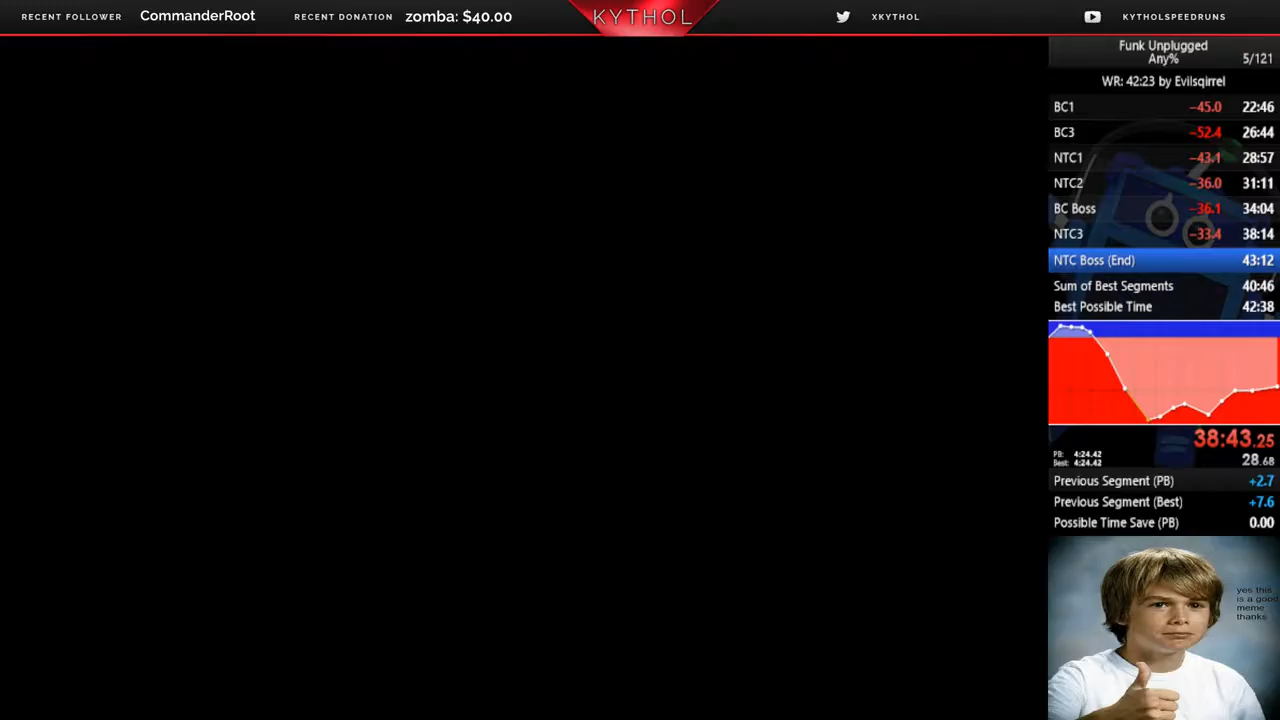 RECENT FOLLOWER CommanderRoot RECENT DONATION zomba: $40.00 KYTHOL XKYTHOL KYTHOLSPEEDRUNS
Funk Unplugged
Any% 5/121
WR: 42:23 by Evilsqirrel
BC1 −45.0 22:46
BC3 −52.4 26:44
NTC1 −43.1 28:57
NTC2 −36.0 31:11
BC Boss −36.1 34:04
NTC3 −33.4 38:14
NTC Boss (End) 43:12
Sum of Best Segments 40:46
Best Possible Time 42:38
38:43.25
PB: 4:24.42
Best: 4:24.42
28.68
Previous Segment (PB) +2.7
Previous Segment (Best) +7.6
Possible Time Save (PB) 0.00
yes this
is a good
meme
thanks